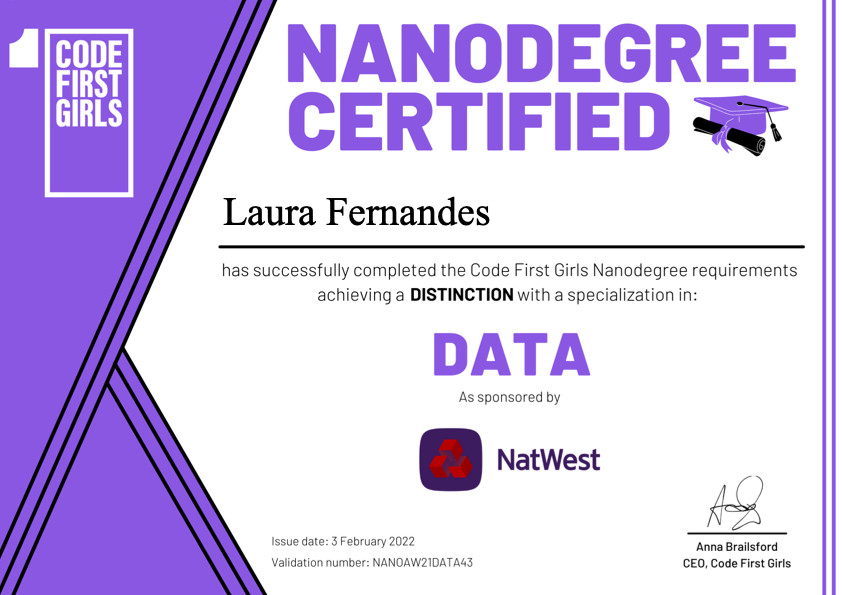 CODE
FIRST
GIRLS
NANODEGREE
CERTIFIED
Laura Fernandes
has successfully completed the Code First Girls Nanodegree requirements
achieving a DISTINCTION with a specialization in:
DATA
As sponsored by
NatWest
Issue date: 3 February 2022
Validation number: NANOAW21DATA43
Anna Brailsford
CEO, Code First Girls